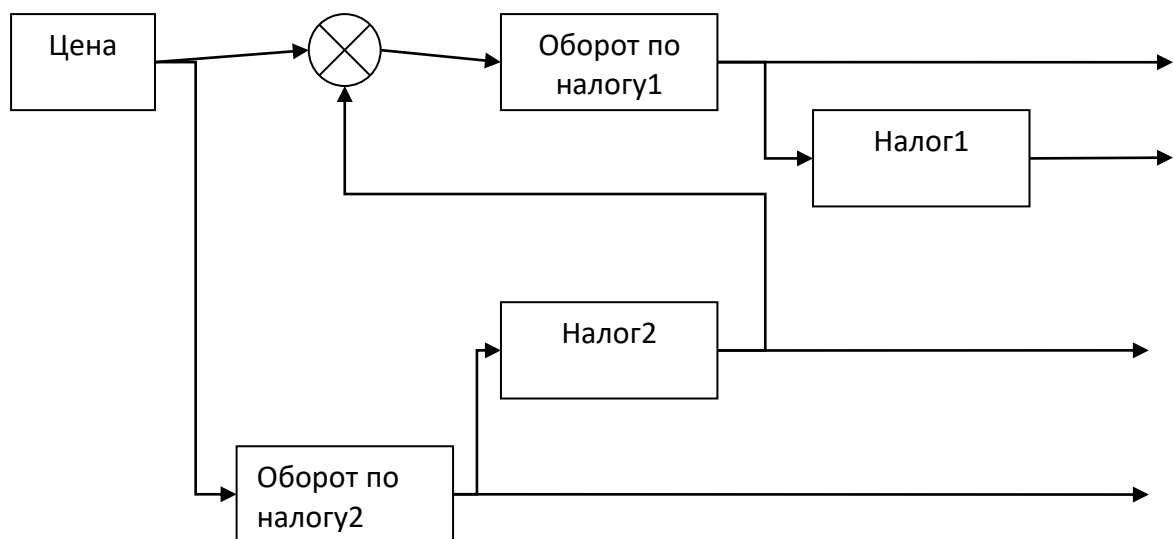 Цена
Оборот по
налогу1
Налог1
Налог2
Оборот по
налогу2